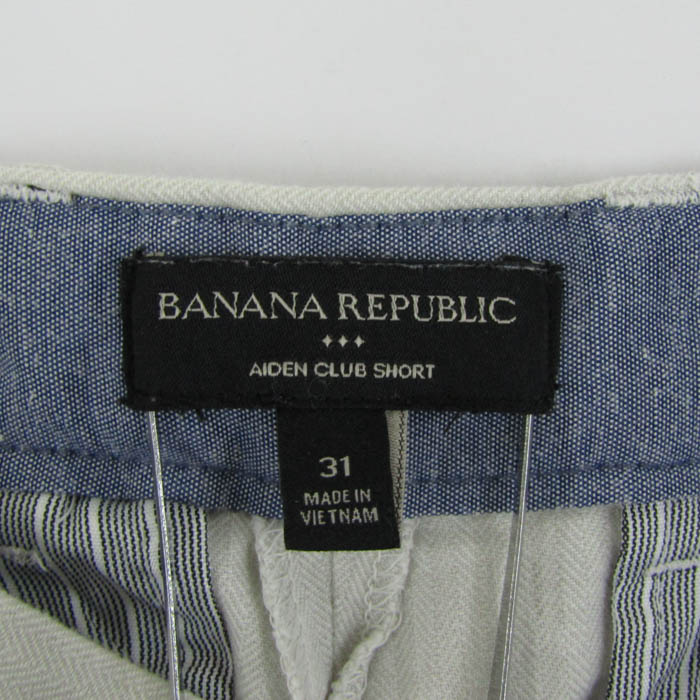 BANANA REPUBLIC
AIDEN CLUB SHORT
31
MADE IN
VIETNAM